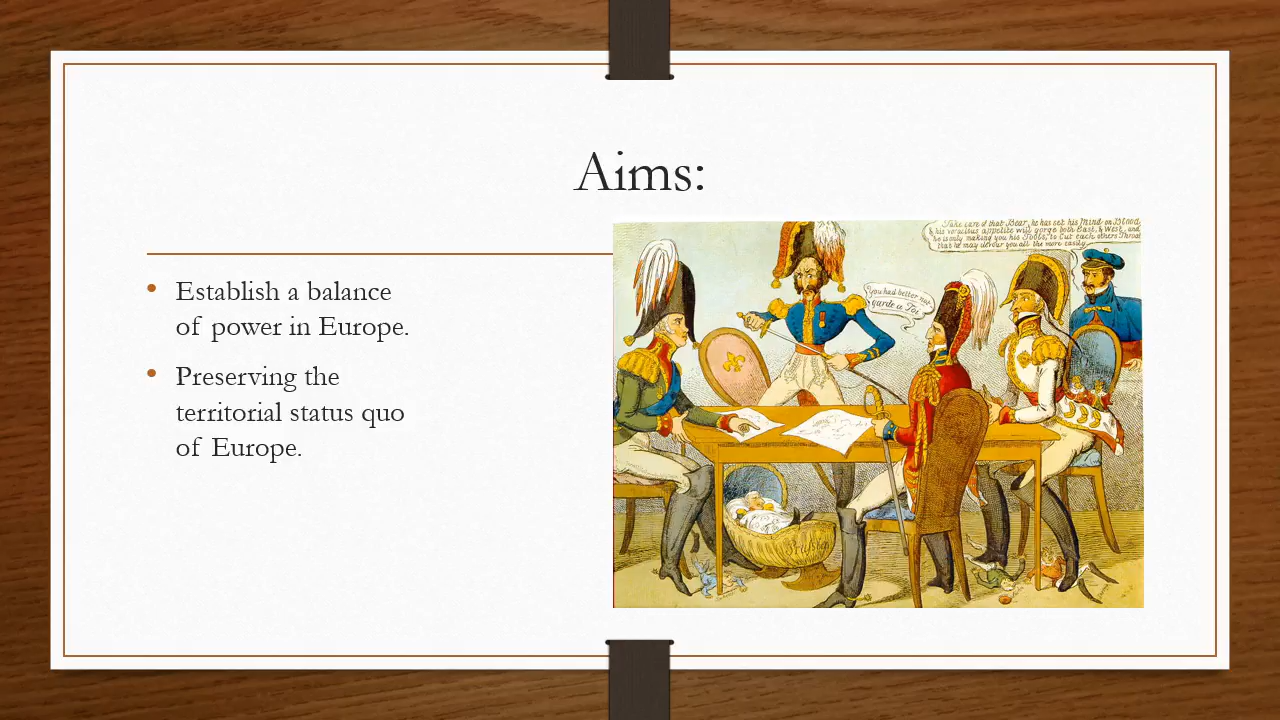 Aims:
Establish a balance
of power in Europe.
Preserving the
territorial status quo
of Europe.
Take care of that Bear, he has set his Mind on Blood,
his voracious appetite will gorge both East, & West, and
he is only making you his Tools, to Cut each others Throat
that he may devour you all the more easily.
You had better not
Garde a Toi